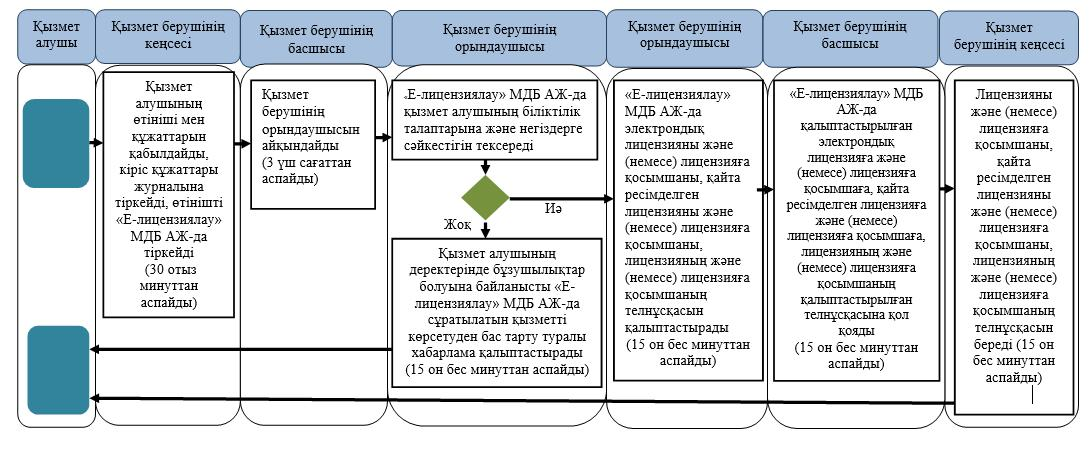 Қызмет
алушы
Қызмет берушінің
кеңсесі
Қызмет берушінің
басшысы
Қызмет берушінің
орындаушысы
Қызмет берушінің
орындаушысы
Қызмет берушінің
басшысы
Қызмет
берушінің кеңсесі
Қызмет
алушының
өтініші мен
құжаттарын
қабылдайды,
кіріс құжаттары
журналына
тіркейді, өтінішті
«Е-лицензиялау»
МДБ АЖ-да
тіркейді
(30 отыз
минуттан
аспайды)
Қызмет
берушінің
орындаушысын
айқындайды
(3 үш сағаттан
аспайды)
«Е-лицензиялау» МДБ АЖ-да
қызмет алушының біліктілік
талаптарына және негіздерге
сәйкестігін тексереді
Иә
Жоқ
Қызмет алушының
деректерінде бұзушылықтар
болуына байланысты «Е-
лицензиялау» МДБ АЖ-да
сұратылатын қызметті
көрсетуден бас тарту туралы
хабарлама қалыптастырады
(15 он бес минуттан аспайды)
«Е-лицензиялау»
МДБ АЖ-да
электрондық
лицензияны және
(немесе) лицензияға
қосымшаны, қайта
ресімделген
лицензияны және
(немесе) лицензияға
қосымшаны,
лицензияның және
(немесе) лицензияға
қосымшаның
телнұсқасын
қалыптастырады
(15 он бес минуттан
аспайды)
«Е-лицензиялау» МДБ
АЖ-да
қалыптастырылған
электрондық
лицензияға және
(немесе) лицензияға
қосымшаға, қайта
ресімделген лицензияға
және (немесе)
лицензияға қосымшаға,
лицензияның және
(немесе) лицензияға
қосымшаның
қалыптастырылған
телнұсқасына қол
қояды
(15 он бес минуттан
аспайды)
Лицензияны
және (немесе)
лицензияға
қосымшаны,
қайта
ресімделген
лицензияны
және (немесе)
лицензияға
қосымшаны,
лицензияның
және (немесе)
лицензияға
қосымшаның
телнұсқасын
береді (15 он
бес минуттан
аспайды)